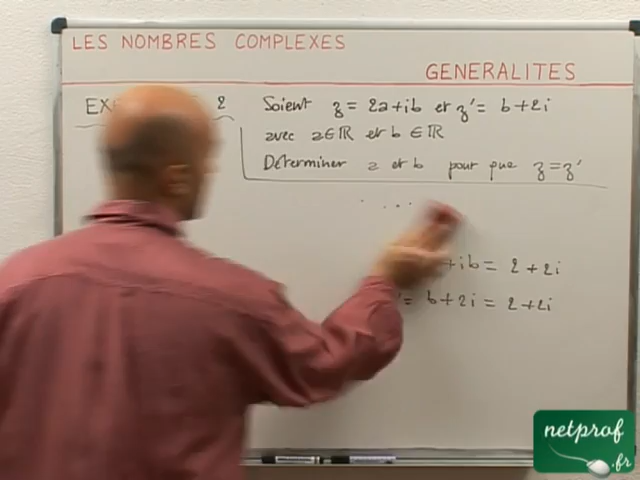 LES NOMBRES COMPLEXES
GENERALITES
EX 2
Soient z = 2a+ib et z' = b+2i
avec a∈ℝ et b∈ℝ
Déterminer a et b pour que z=z'
+ib = 2+2i
'= b+2i = 2+2i
netprof
.fr